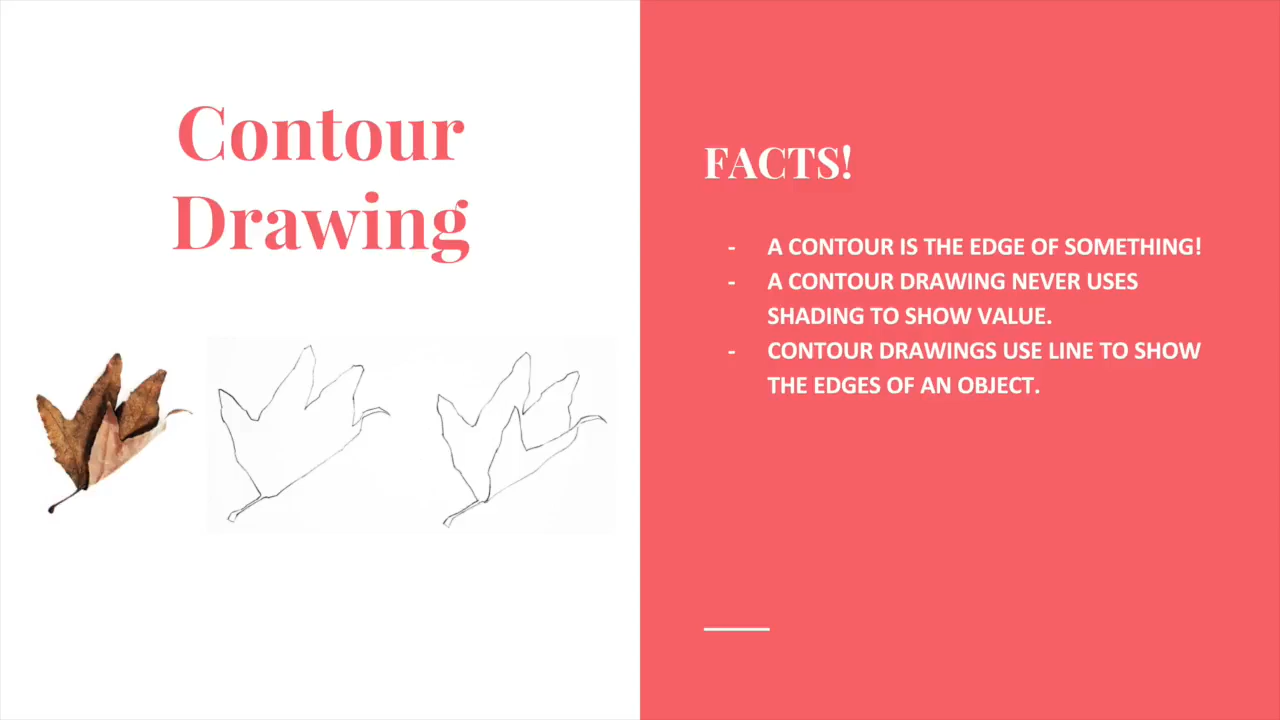 Contour
Drawing
FACTS!
- A CONTOUR IS THE EDGE OF SOMETHING!
- A CONTOUR DRAWING NEVER USES
SHADING TO SHOW VALUE.
- CONTOUR DRAWINGS USE LINE TO SHOW
THE EDGES OF AN OBJECT.